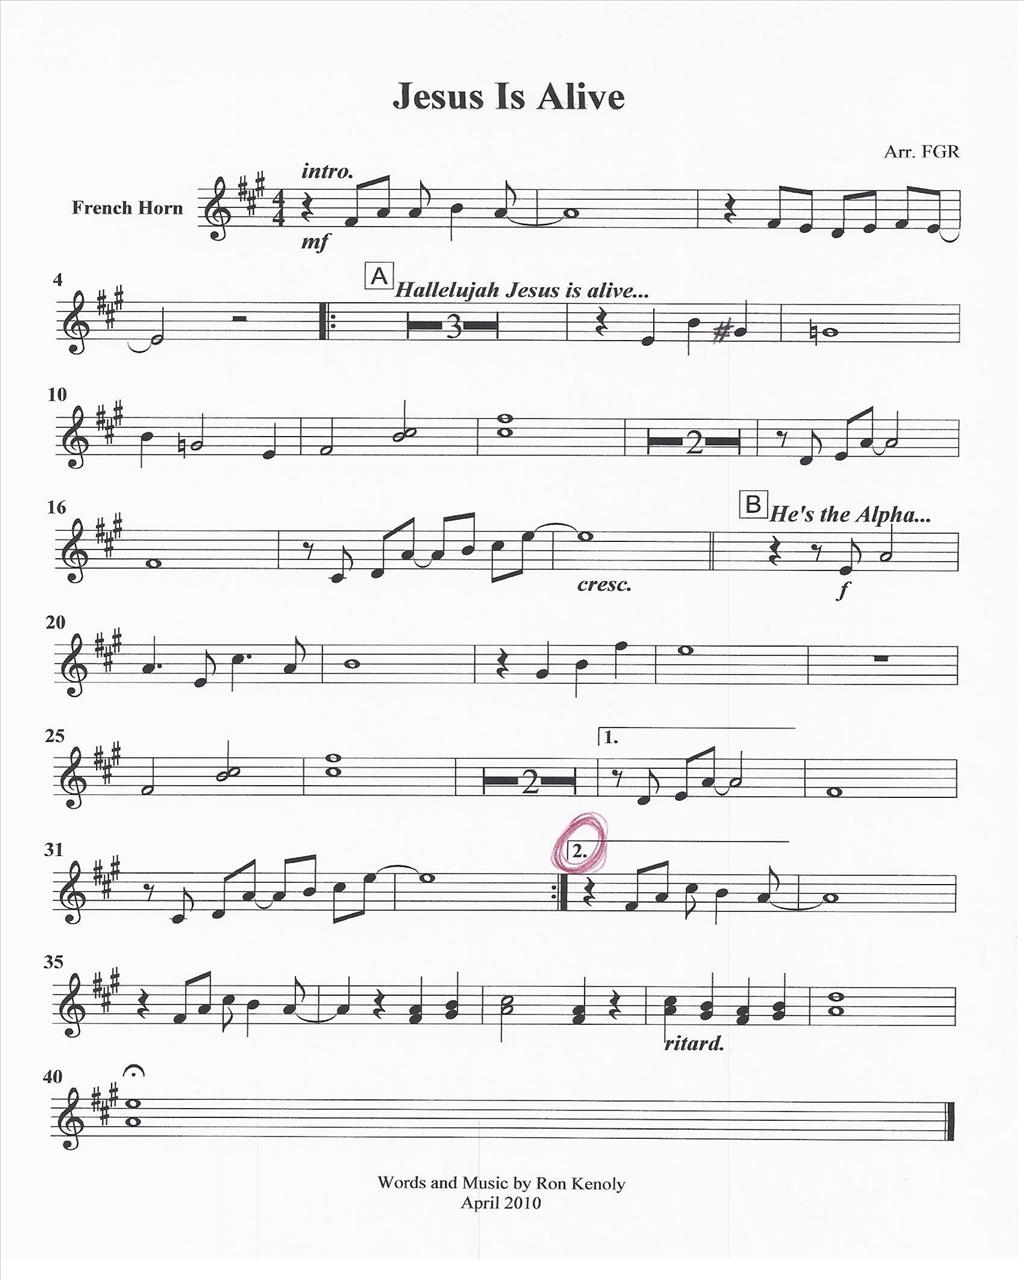 Jesus Is Alive
Arr. FGR
intro.
French Horn
mf
4
A
Hallelujah Jesus is alive...
3
10
2
16
B
He's the Alpha...
cresc.
f
20
25
1.
2
31
2.
35
ritard.
40
Words and Music by Ron Kenoly
April 2010